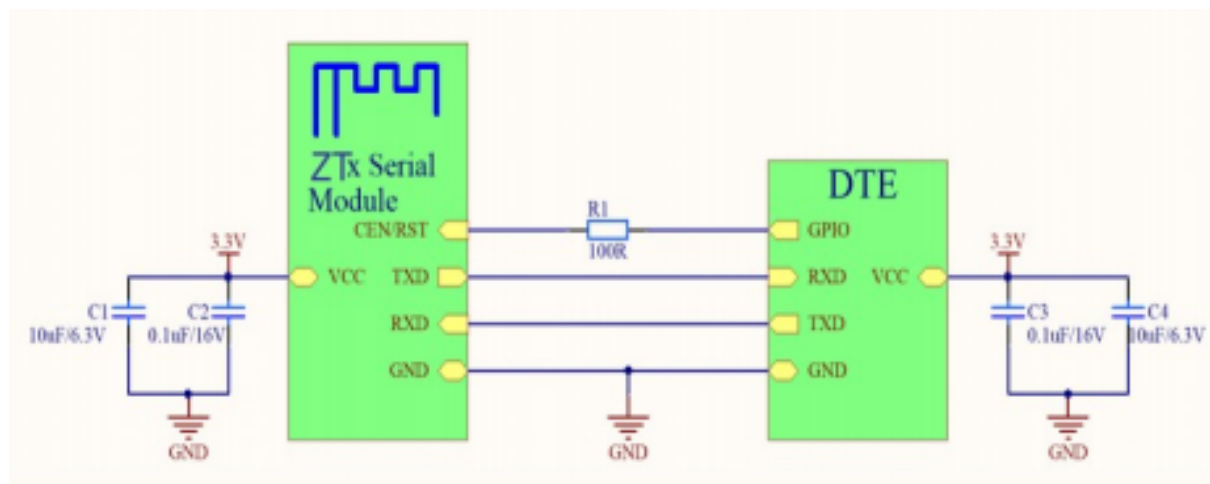 ZTx Serial
Module
DTE
CEN/RST
R1
100R
GPIO
3.3V
VCC
TXD
RXD
VCC
3.3V
C1
10uF/6.3V
C2
0.1uF/16V
RXD
TXD
C3
0.1uF/16V
C4
10uF/6.3V
GND
GND
GND
GND
GND